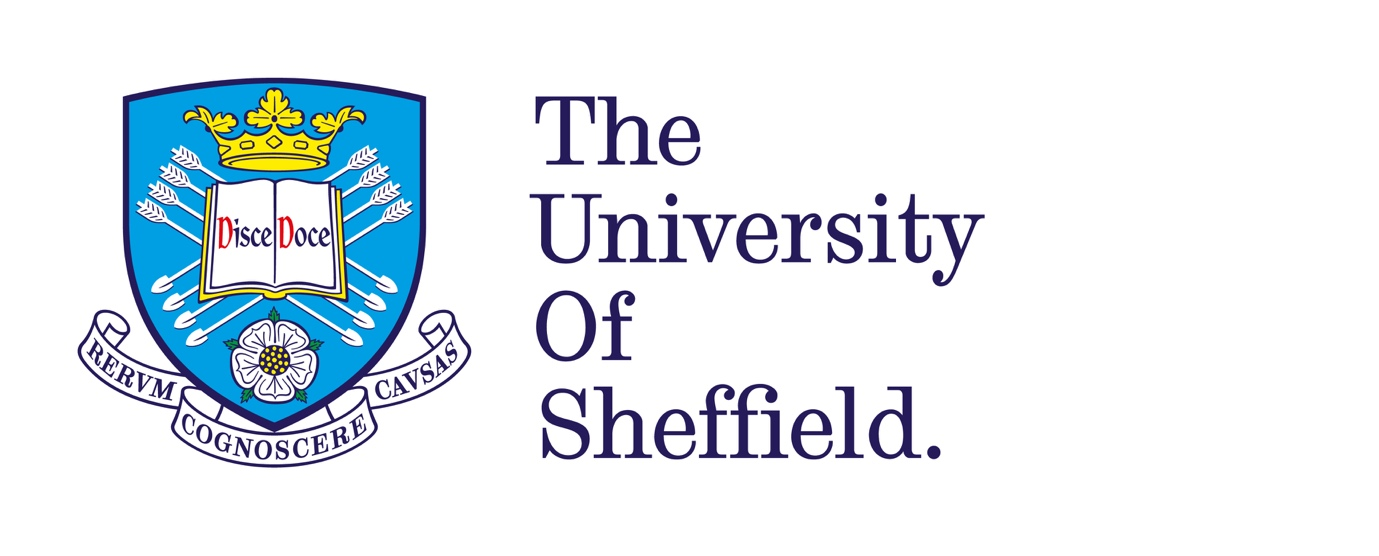 Disce Doce
RERVM COGNOSCERE CAVSAS
The
University
Of
Sheffield.